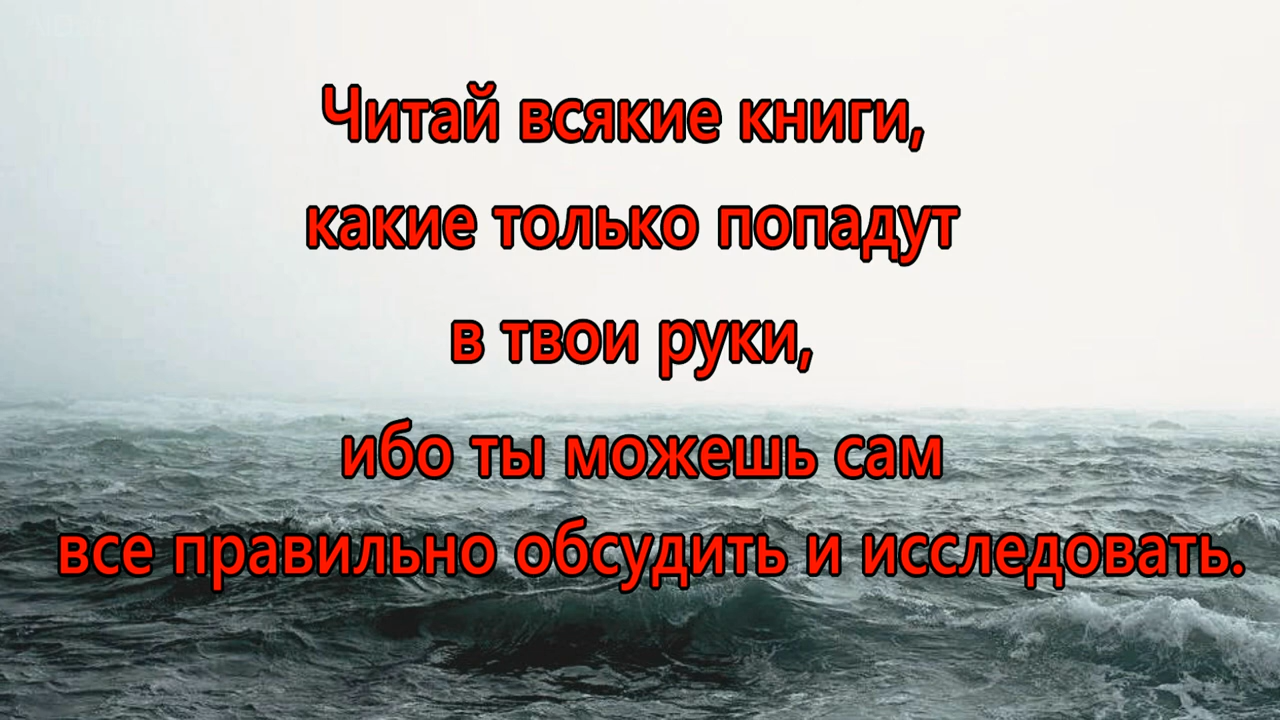 Читай всякие книги,
какие только попадут
в твои руки,
ибо ты можешь сам
все правильно обсудить и исследовать.